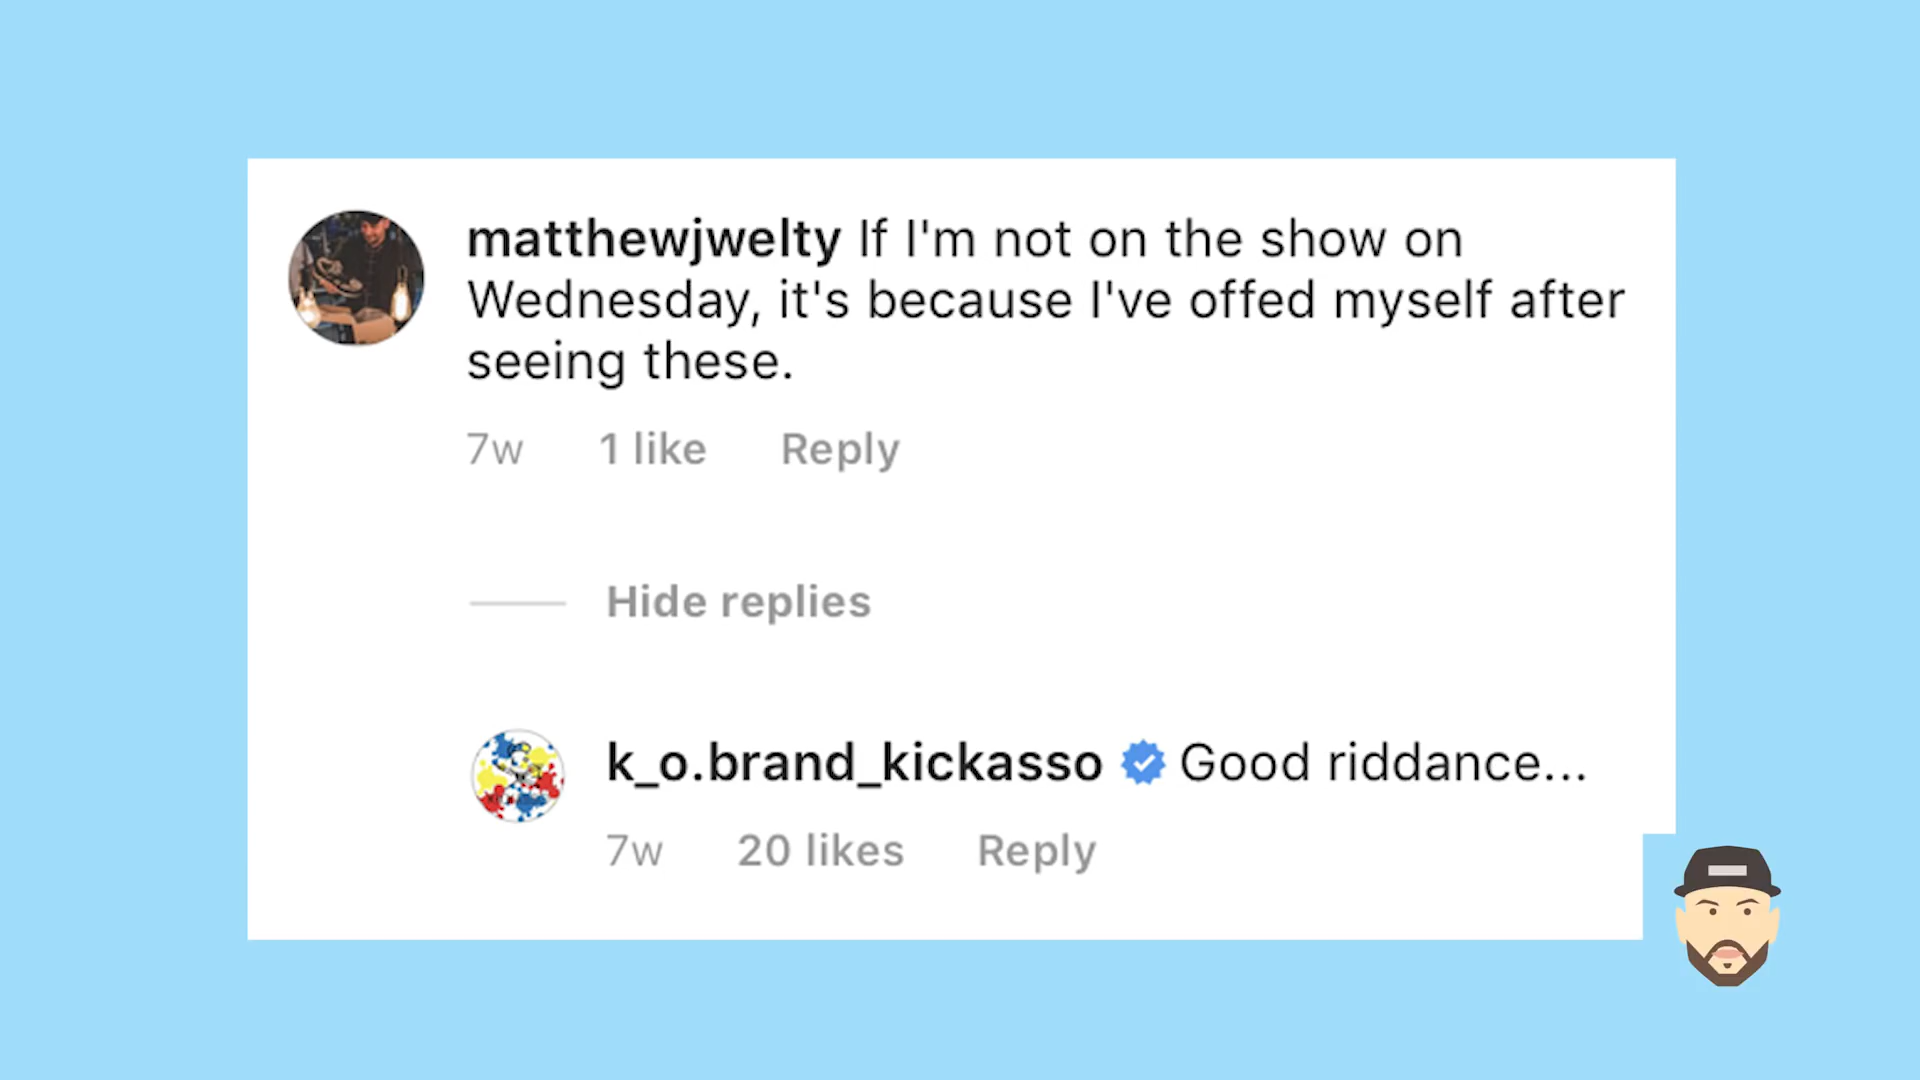 matthewjwelty If I'm not on the show on
Wednesday, it's because I've offed myself after
seeing these.
7w 1 like Reply
Hide replies
k_o.brand_kickasso Good riddance...
7w 20 likes Reply